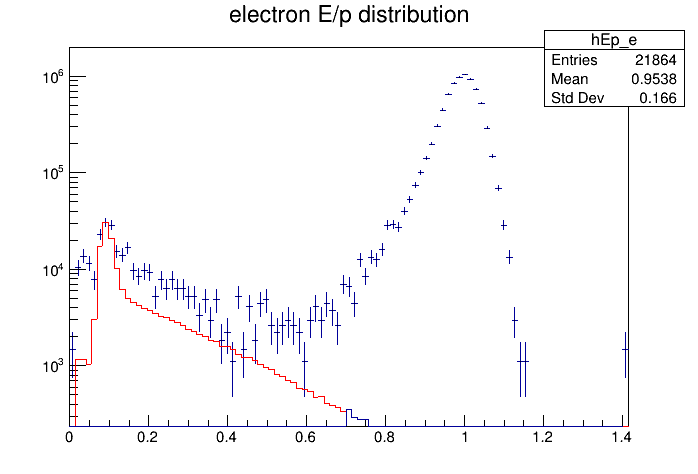 electron E/p distribution
hEp_e
Entries 21864
Mean 0.9538
Std Dev 0.166
10^6
10^5
10^4
10^3
0 0.2 0.4 0.6 0.8 1 1.2 1.4